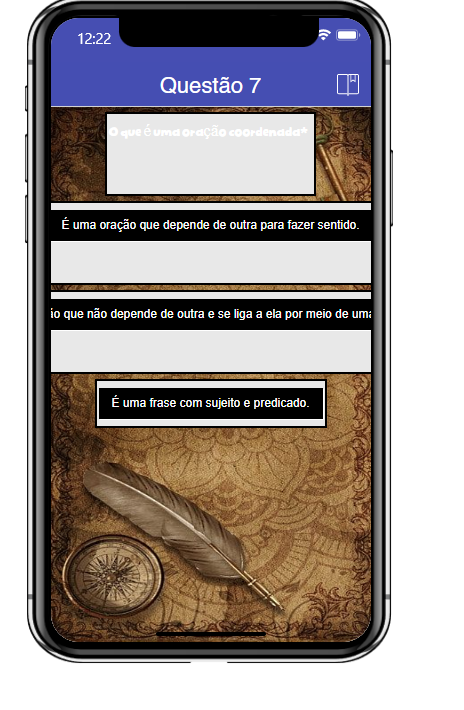 12:22
Questão 7
O que é uma oração coordenada*
É uma oração que depende de outra para fazer sentido.
que não depende de outra e se liga a ela por meio de
É uma frase com sujeito e predicado.